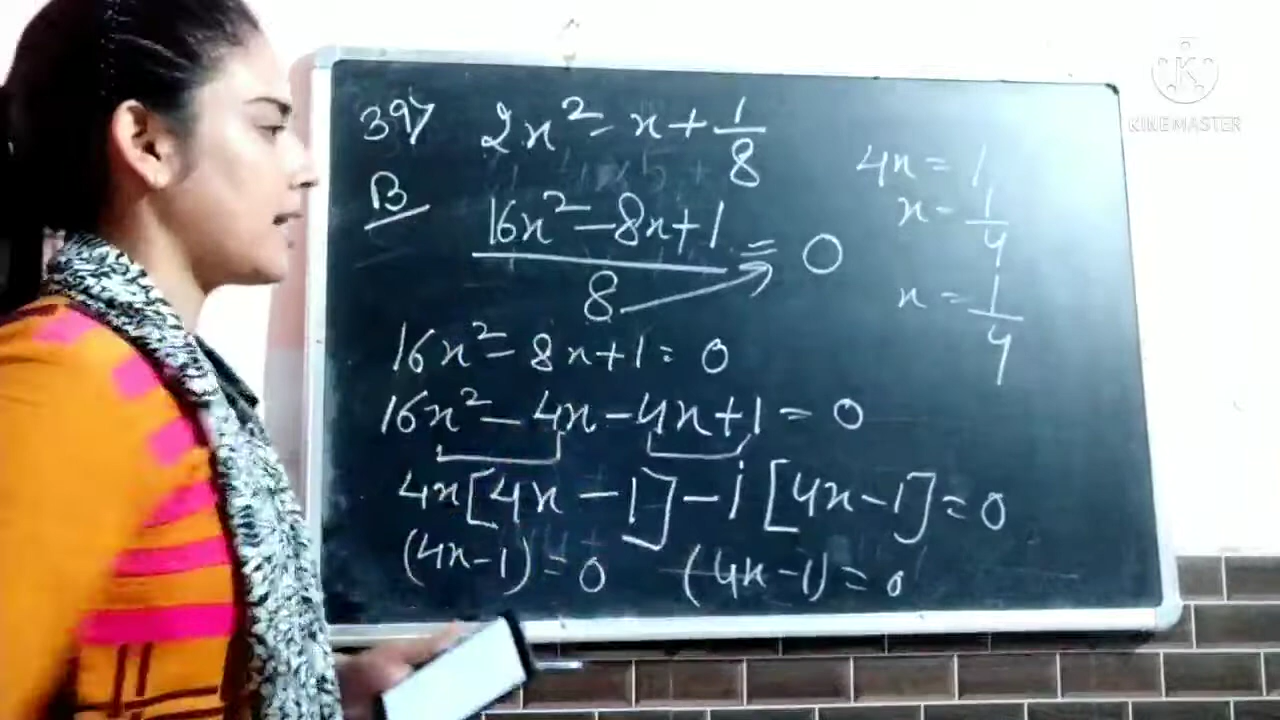 39) 2x² - x + 1/8
B
(16x² - 8x + 1)/8 = 0
16x² - 8x + 1 = 0
16x² - 4x - 4x + 1 = 0
4x[4x - 1] - 1[4x - 1] = 0
(4x - 1) = 0 (4x - 1) = 0
4x = 1
x = 1/4
x = 1/4
KINEMASTER